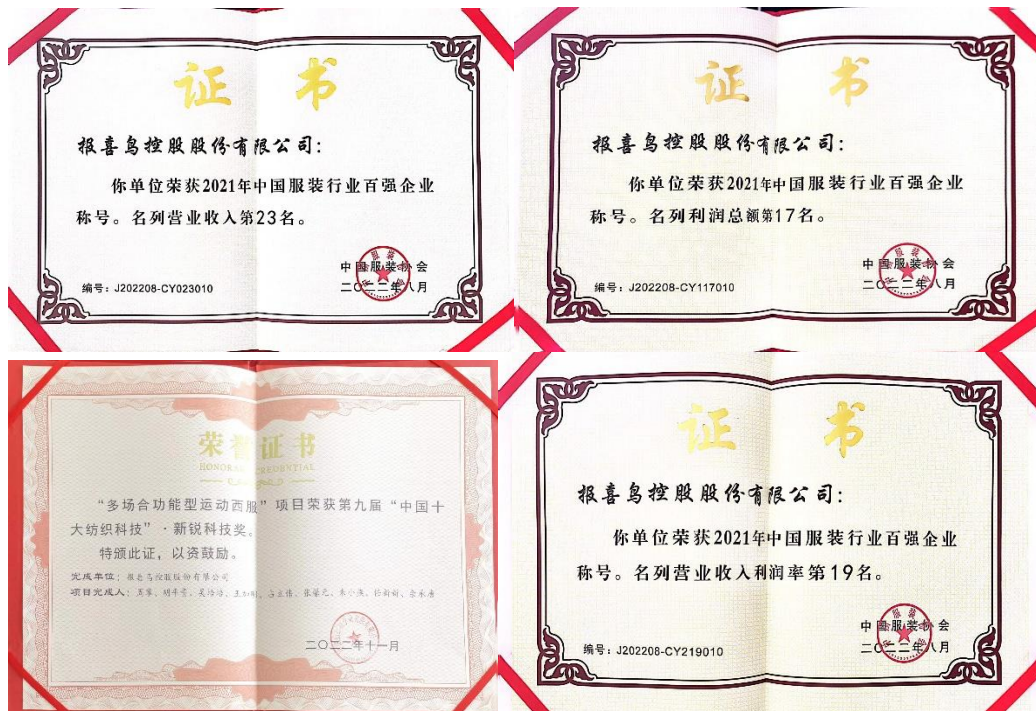 证书
报喜鸟控股股份有限公司：
你单位荣获2021年中国服装行业百强企业
称号。名列营业收入第23名。
中国服装协会
二〇二二年八月
编号：J202208-CY023010
证书
报喜鸟控股股份有限公司：
你单位荣获2021年中国服装行业百强企业
称号。名列利润总额第17名。
中国服装协会
二〇二二年八月
编号：J202208-CY117010
荣誉证书
HONORARY CREDENTIAL
“多场合功能型运动西服”项目荣获第九届“中国十
大纺织科技”·新锐科技奖。
特颁此证，以资鼓励。
完成单位：报喜鸟控股股份有限公司
项目完成人：
二〇二二年十一月
证书
报喜鸟控股股份有限公司：
你单位荣获2021年中国服装行业百强企业
称号。名列营业收入利润率第19名。
中国服装协会
二〇二二年八月
编号：J202208-CY219010